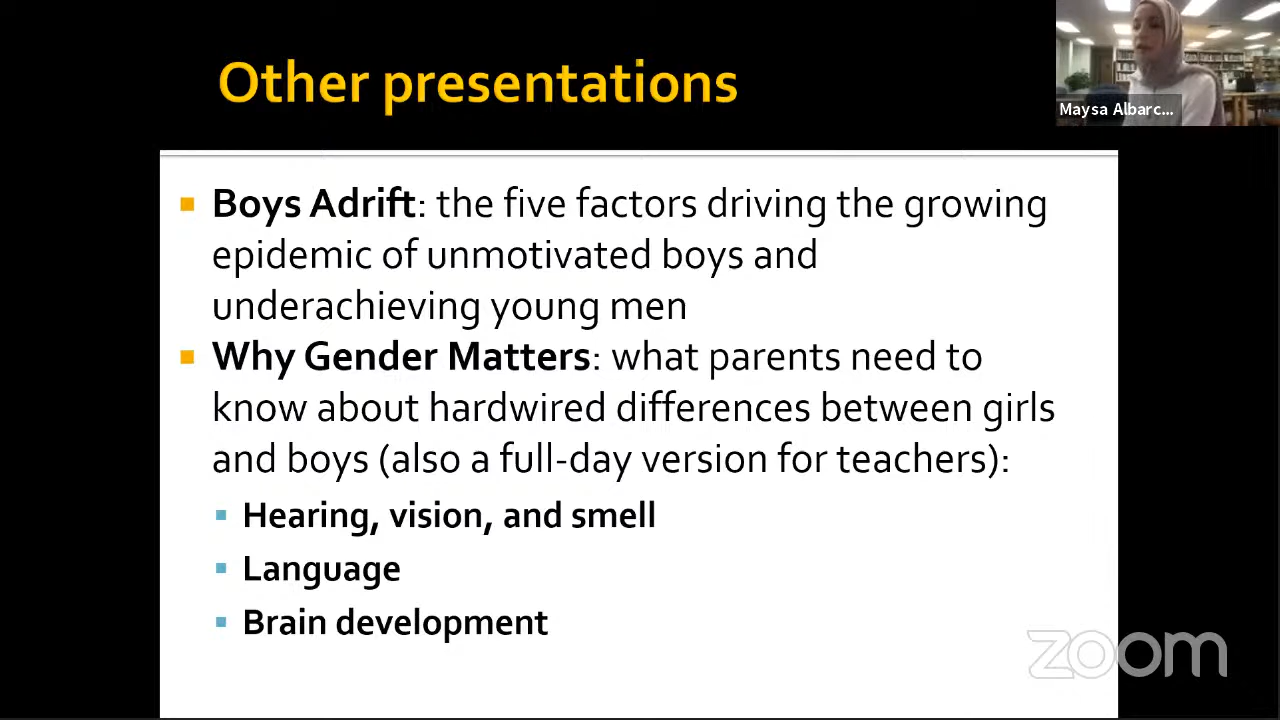 Other presentations
Maysa Albarc...
Boys Adrift: the five factors driving the growing
epidemic of unmotivated boys and
underachieving young men
Why Gender Matters: what parents need to
know about hardwired differences between girls
and boys (also a full-day version for teachers):
Hearing, vision, and smell
Language
Brain development
zoom